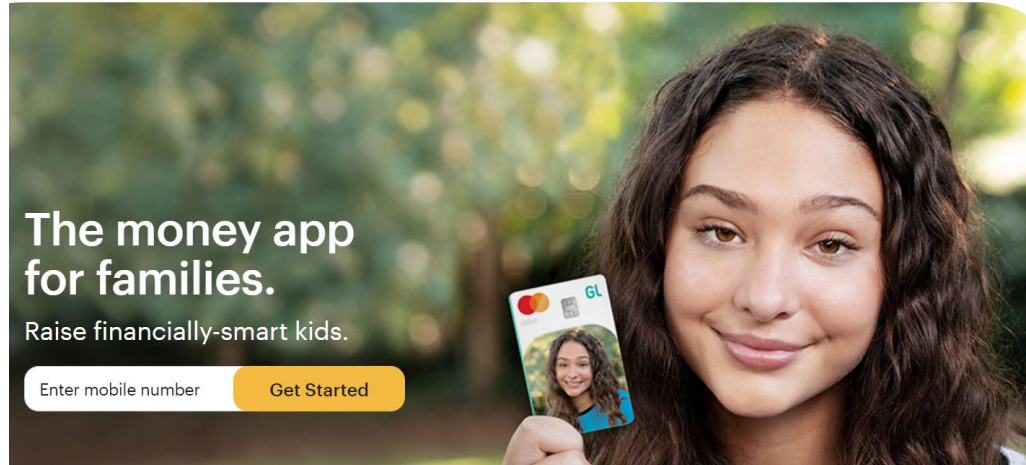 The money app
for families.
Raise financially-smart kids.
Enter mobile number
Get Started
GL
debit